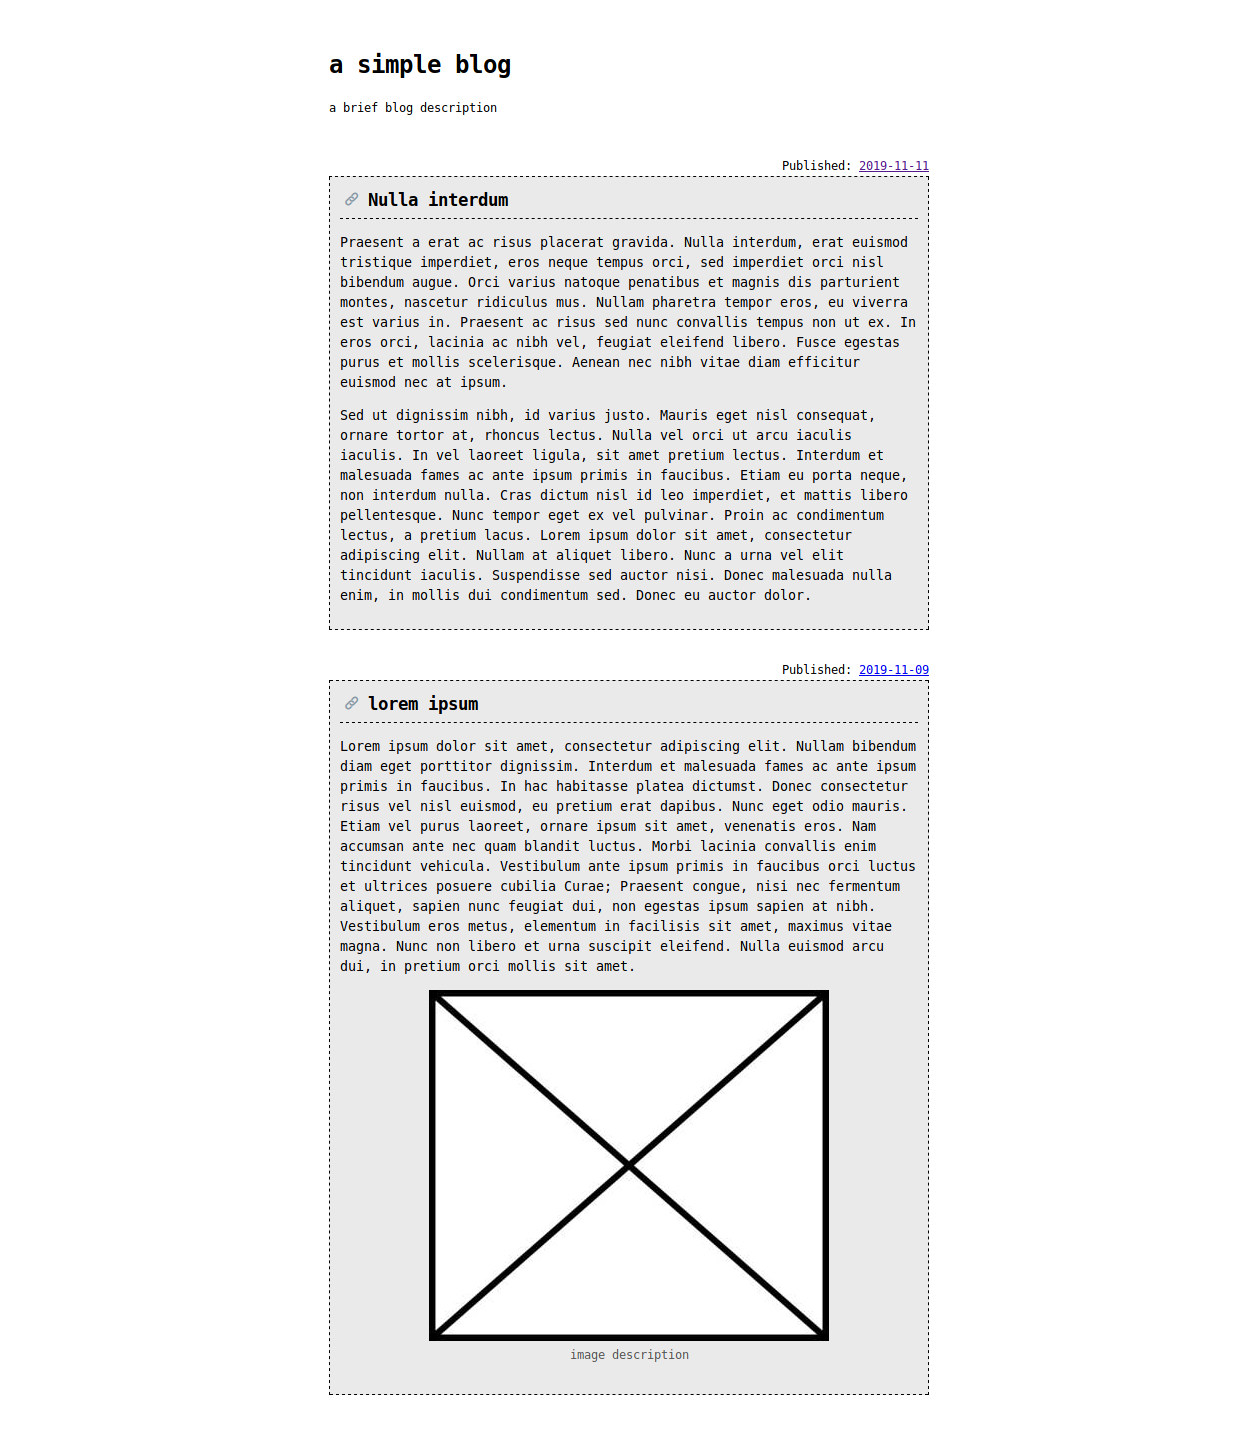 a simple blog
a brief blog description
Published: 2019-11-11
Nulla interdum
Praesent a erat ac risus placerat gravida. Nulla interdum, erat euismod
tristique imperdiet, eros neque tempus orci, sed imperdiet orci nisl
bibendum augue. Orci varius natoque penatibus et magnis dis parturient
montes, nascetur ridiculus mus. Nullam pharetra tempor eros, eu viverra
est varius in. Praesent ac risus sed nunc convallis tempus non ut ex. In
eros orci, lacinia ac nibh vel, feugiat eleifend libero. Fusce egestas
purus et mollis scelerisque. Aenean nec nibh vitae diam efficitur
euismod nec at ipsum.
Sed ut dignissim nibh, id varius justo. Mauris eget nisl consequat,
ornare tortor at, rhoncus lectus. Nulla vel orci ut arcu iaculis
iaculis. In vel laoreet ligula, sit amet pretium lectus. Interdum et
malesuada fames ac ante ipsum primis in faucibus. Etiam eu porta neque,
non interdum nulla. Cras dictum nisl id leo imperdiet, et mattis libero
pellentesque. Nunc tempor eget ex vel pulvinar. Proin ac condimentum
lectus, a pretium lacus. Lorem ipsum dolor sit amet, consectetur
adipiscing elit. Nullam at aliquet libero. Nunc a urna vel elit
tincidunt iaculis. Suspendisse sed auctor nisi. Donec malesuada nulla
enim, in mollis dui condimentum sed. Donec eu auctor dolor.
Published: 2019-11-09
lorem ipsum
Lorem ipsum dolor sit amet, consectetur adipiscing elit. Nullam bibendum
diam eget porttitor dignissim. Interdum et malesuada fames ac ante ipsum
primis in faucibus. In hac habitasse platea dictumst. Donec consectetur
risus vel nisl euismod, eu pretium erat dapibus. Nunc eget odio mauris.
Etiam vel purus laoreet, ornare ipsum sit amet, venenatis eros. Nam
accumsan ante nec quam blandit luctus. Morbi lacinia convallis enim
tincidunt vehicula. Vestibulum ante ipsum primis in faucibus orci luctus
et ultrices posuere cubilia Curae; Praesent congue, nisi nec fermentum
aliquet, sapien nunc feugiat dui, non egestas ipsum sapien at nibh.
Vestibulum eros metus, elementum in facilisis sit amet, maximus vitae
magna. Nunc non libero et urna suscipit eleifend. Nulla euismod arcu
dui, in pretium orci mollis sit amet.
image description